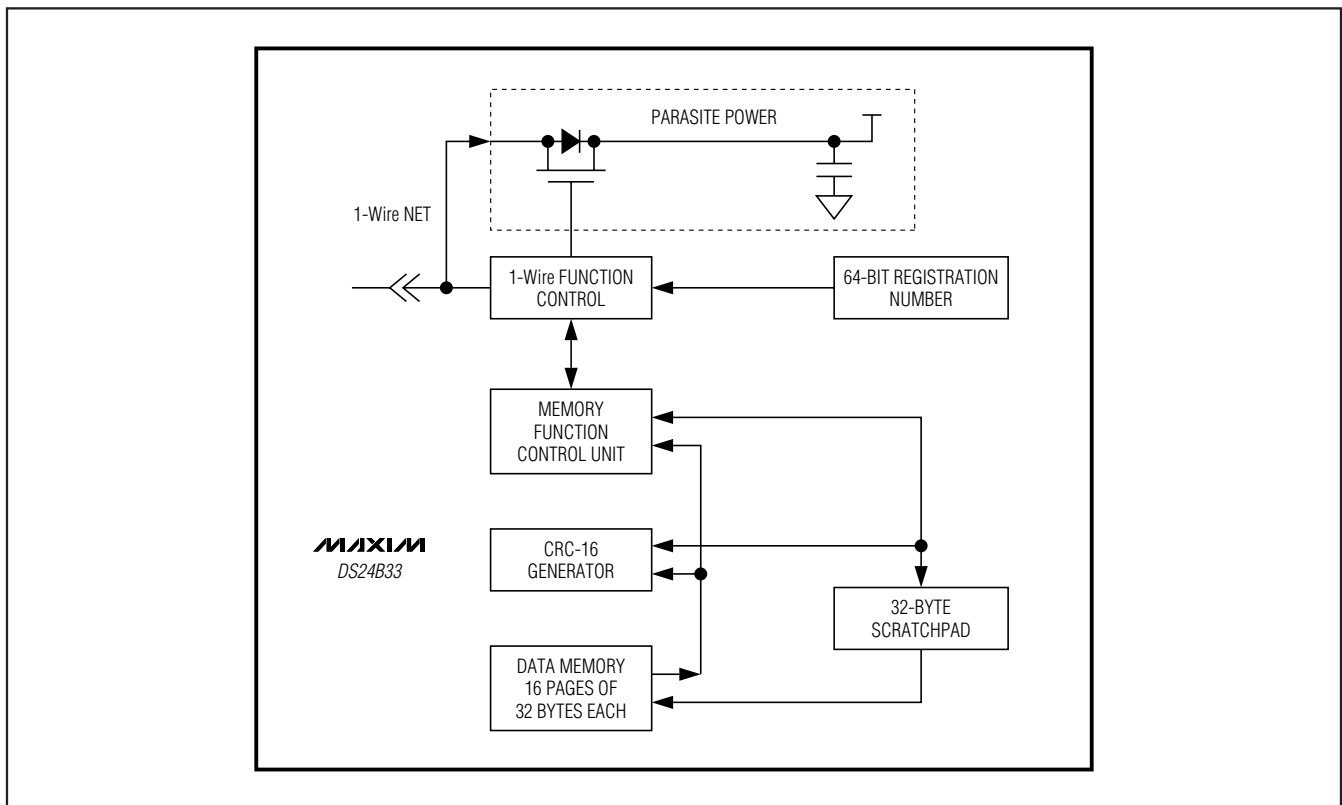 PARASITE POWER
1-Wire NET
1-Wire FUNCTION
CONTROL
64-BIT REGISTRATION
NUMBER
MEMORY
FUNCTION
CONTROL UNIT
MAXIM
DS24B33
CRC-16
GENERATOR
32-BYTE
SCRATCHPAD
DATA MEMORY
16 PAGES OF
32 BYTES EACH